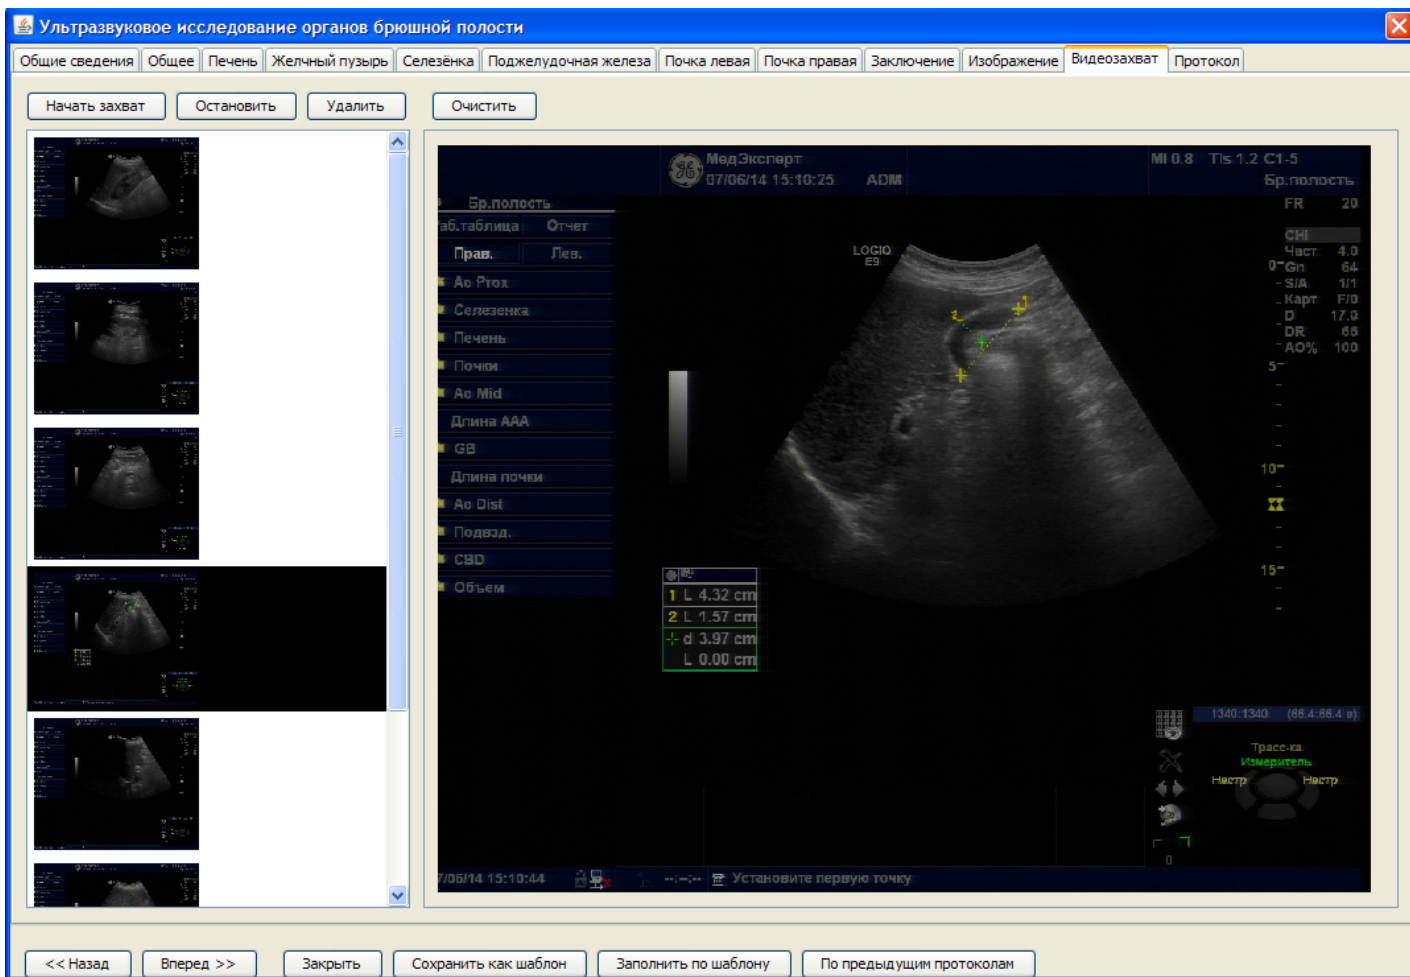 Ультразвуковое исследование органов брюшной полости
Общие сведения Общее Печень Желчный пузырь Селезёнка Поджелудочная железа Почка левая Почка правая Заключение Изображение Видеозахват Протокол
Начать захват Остановить Удалить Очистить
МедЭксперт
07/06/14 15:10:25 ADM
MI 0.8 TIs 1.2 C1-5
Бр.полость
Бр.полость
аб.таблица Отчет
Прав. Лев.
Ao Prox
Селезенка
Печень
Почки
Ao Mid
Длина AAA
GB
Длина почки
Ao Dist
Подвзд.
CBD
Объем
LOGIQ
E9
FR 20
CHI
Част 4.0
Gn 64
S/A 1/1
Карт F/0
D 17.0
DR 66
AO% 100
0
5
10
15
2
1
1 L 4.32 cm
2 L 1.57 cm
d 3.97 cm
L 0.00 cm
1340:1340 (66.4:66.4 s)
Трасс-ка
Измеритель
Настр Настр
0
7/06/14 15:10:44 --:--:-- Установите первую точку
<< Назад Вперед >> Закрыть Сохранить как шаблон Заполнить по шаблону По предыдущим протоколам